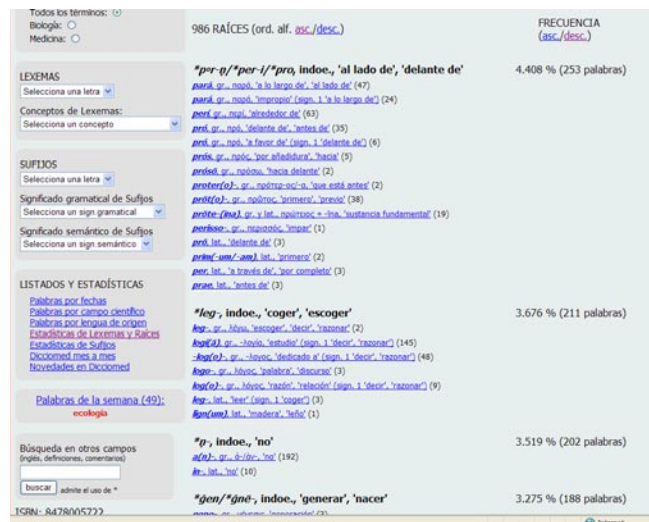 Todos los términos:
Biología:
Medicina:
LEXEMAS
Selecciona una letra
Conceptos de Lexemas:
Selecciona un concepto
SUFIJOS
Selecciona una letra
Significado gramatical de Sufijos
Selecciona un sign.gramatical
Significado semántico de Sufijos
Selecciona un sign.semántico
LISTADOS Y ESTADÍSTICAS
Palabras por fechas
Palabras por campo científico
Palabras por lengua de origen
Estadísticas de Lexemas y Raíces
Estadísticas de Sufijos
Dicciomed mes a mes
Novedades en Dicciomed
Palabras de la semana (49):
ecología
Búsqueda en otros campos
(inglés, definiciones, comentarios)
buscar admite el uso de *
ISBN: 8478005722
986 RAÍCES (ord. alf. asc./desc.)
FRECUENCIA
(asc./desc.)
*per-n̥/*per-i/*pro, indoe., 'al lado de', 'delante de' 4.408 % (253 palabras)
pará, gr., παρά, 'a lo largo de', 'al lado de' (47)
pará, gr., παρά, 'impropio' (sign. 1 'a lo largo de') (24)
perí, gr., περί, 'alrededor de' (63)
pró, gr., πρό, 'delante de', 'antes de' (35)
pró, gr., πρό, 'a favor de' (sign. 1 'delante de') (6)
prós, gr., πρός, 'por añadidura', 'hacia' (5)
prósō, gr., πρόσω, 'hacia delante' (2)
proter(o)-, gr., πρότερ-ος/-α, 'que está antes' (2)
prōt(o)-, gr., πρῶτος, 'primero', 'previo' (38)
prōte-(ína), gr. y lat., πρώτειος + -ína, 'sustancia fundamental' (19)
perisso-, gr., περισσός, 'impar' (1)
prō, lat., 'delante de' (3)
prim(-um/-am), lat., 'primero' (2)
per, lat., 'a través de', 'por completo' (3)
prae, lat., 'antes de' (3)
*leg-, indoe., 'coger', 'escoger' 3.676 % (211 palabras)
leg-, gr., λέγω, 'escoger', 'decir', 'razonar' (2)
logí(ā), gr., -λογία, 'estudio' (sign. 1 'decir', 'razonar') (145)
-log(o)-, gr., -λογος, 'dedicado a' (sign. 1 'decir', 'razonar') (48)
logo-, gr., λόγος, 'palabra', 'discurso' (3)
log(o)-, gr., λόγος, 'razón', 'relación' (sign. 1 'decir', 'razonar') (9)
leg-, lat., 'leer' (sign. 1 'coger') (3)
lign(um), lat., 'madera', 'leño' (1)
*n̥-, indoe., 'no' 3.519 % (202 palabras)
a(n)-, gr., ἀ-/ἀν-, 'no' (192)
in-, lat., 'no' (10)
*ĝen/*ĝnē-, indoe., 'generar', 'nacer' 3.275 % (188 palabras)